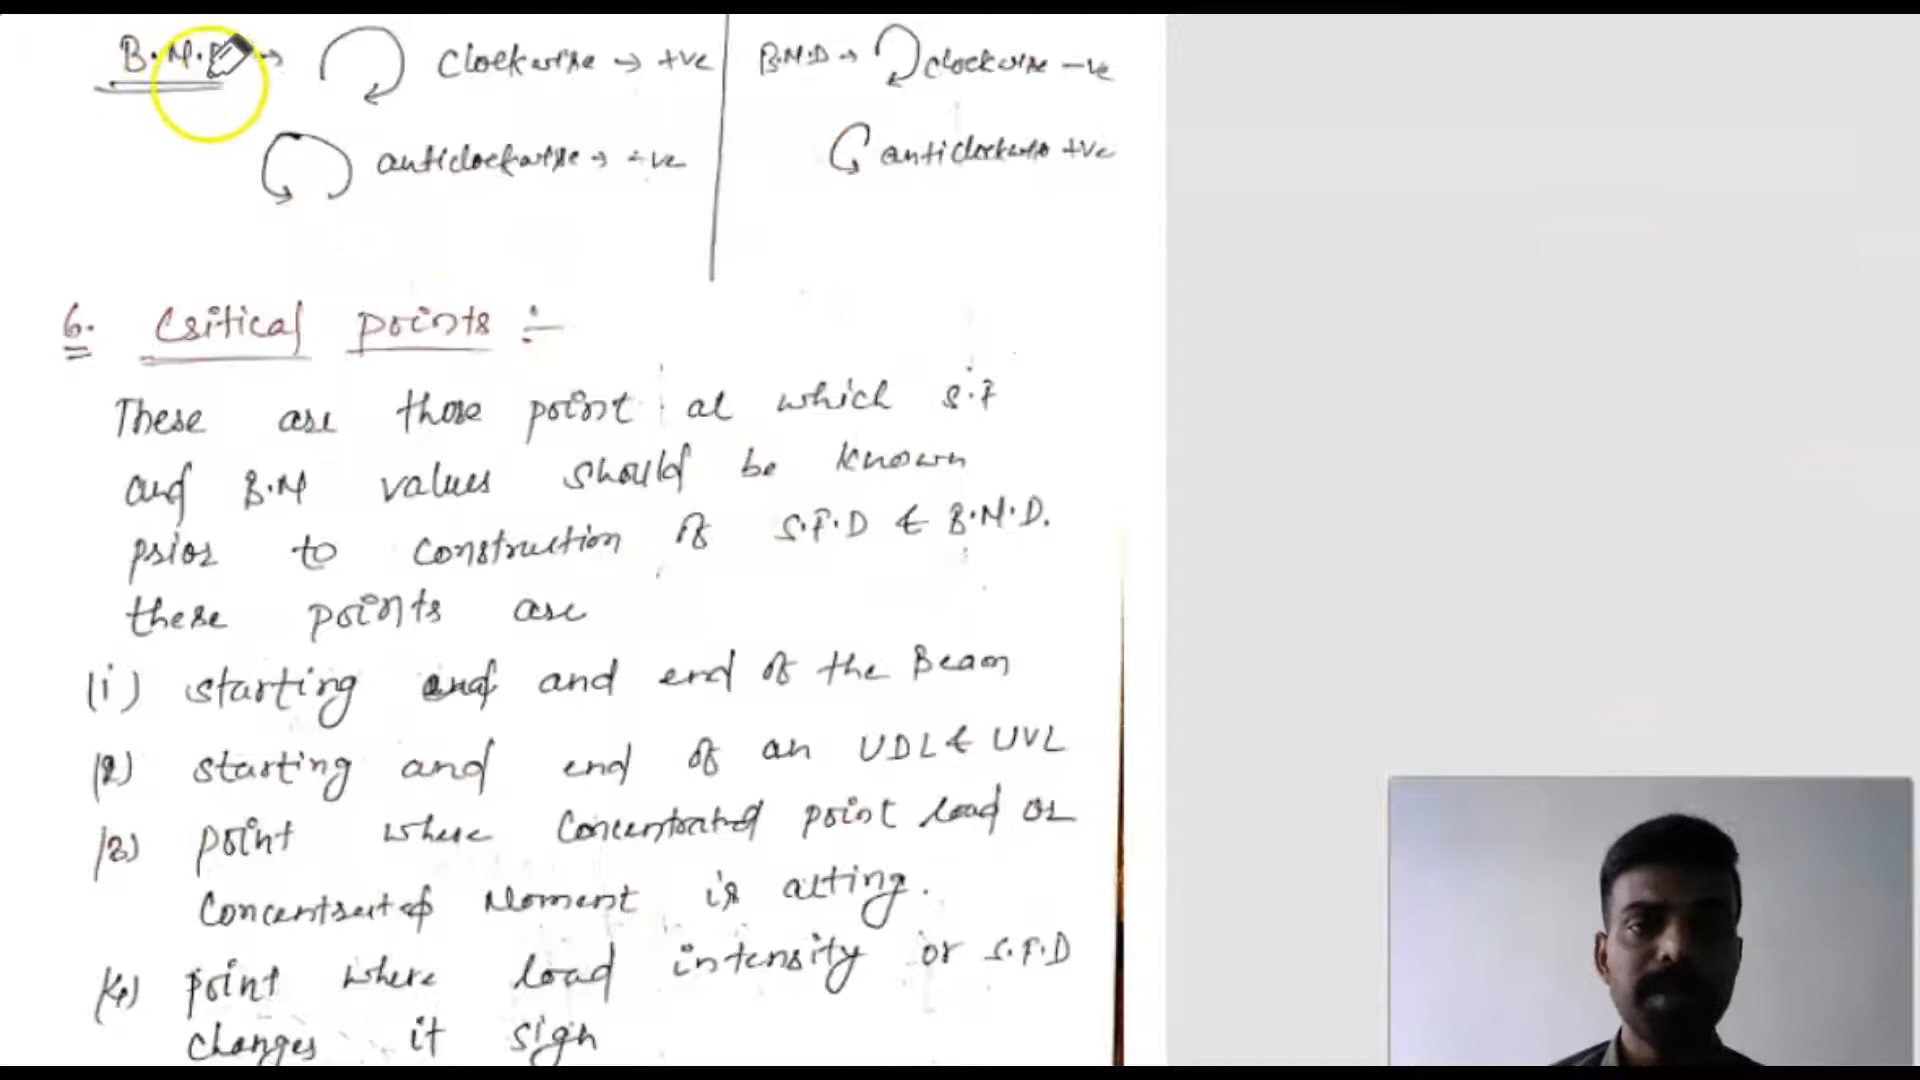 B.M.D → clockwise → +ve
anticlockwise → -ve
B.M.D → clockwise -ve
anticlockwise +ve
6. Critical points :-
These are those point at which S.F
and B.M values should be known
prior to construction of S.F.D & B.M.D.
these points are
(i) starting and and end of the Beam
(2) starting and end of an UDL & UVL
(3) point where concentrated point load or
concentrated Moment is acting.
(4) point where load intensity or S.F.D
changes it sign